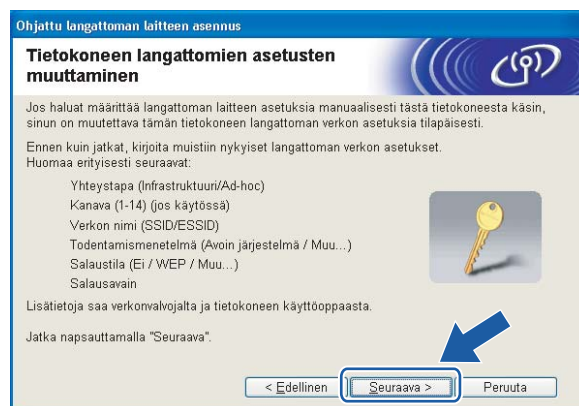 Ohjattu langattoman laitteen asennus
Tietokoneen langattomien asetusten
muuttaminen
Jos haluat määrittää langattoman laitteen asetuksia manuaalisesti tästä tietokoneesta käsin,
sinun on muutettava tämän tietokoneen langattoman verkon asetuksia tilapäisesti.
Ennen kuin jatkat, kirjoita muistiin nykyiset langattoman verkon asetukset.
Huomaa erityisesti seuraavat:
Yhteystapa (Infrastruktuuri/Ad-hoc)
Kanava (1-14) (jos käytössä)
Verkon nimi (SSID/ESSID)
Todentamismenetelmä (Avoin järjestelmä / Muu...)
Salaustila (Ei / WEP / Muu...)
Salausavain
Lisätietoja saa verkonvalvojalta ja tietokoneen käyttöoppaasta.
Jatka napsauttamalla "Seuraava".
< Edellinen Seuraava > Peruuta